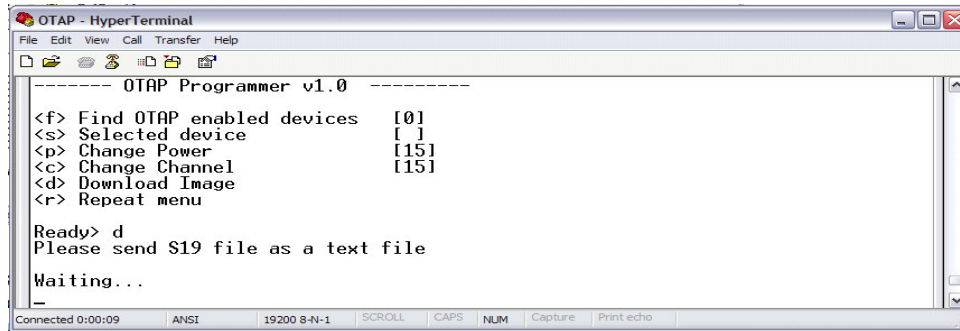 OTAP - HyperTerminal
File Edit View Call Transfer Help
------- OTAP Programmer v1.0 ---------
<f> Find OTAP enabled devices [0]
<s> Selected device [ ]
<p> Change Power [15]
<c> Change Channel [15]
<d> Download Image
<r> Repeat menu
Ready> d
Please send S19 file as a text file
Waiting...
_
Connected 0:00:09 ANSI 19200 8-N-1 SCROLL CAPS NUM Capture Print echo